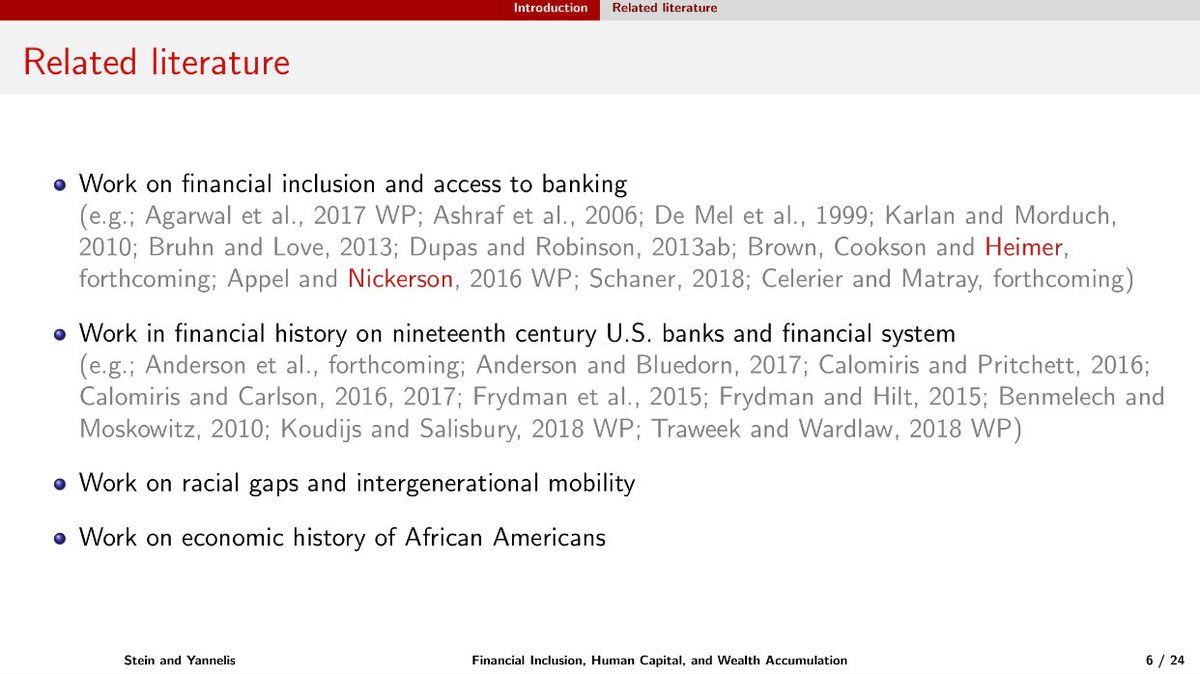 Introduction Related literature
Related literature
Work on financial inclusion and access to banking
(e.g.; Agarwal et al., 2017 WP; Ashraf et al., 2006; De Mel et al., 1999; Karlan and Morduch,
2010; Bruhn and Love, 2013; Dupas and Robinson, 2013ab; Brown, Cookson and Heimer,
forthcoming; Appel and Nickerson, 2016 WP; Schaner, 2018; Celerier and Matray, forthcoming)
Work in financial history on nineteenth century U.S. banks and financial system
(e.g.; Anderson et al., forthcoming; Anderson and Bluedorn, 2017; Calomiris and Pritchett, 2016;
Calomiris and Carlson, 2016, 2017; Frydman et al., 2015; Frydman and Hilt, 2015; Benmelech and
Moskowitz, 2010; Koudijs and Salisbury, 2018 WP; Traweek and Wardlaw, 2018 WP)
Work on racial gaps and intergenerational mobility
Work on economic history of African Americans
Stein and Yannelis Financial Inclusion, Human Capital, and Wealth Accumulation 6 / 24